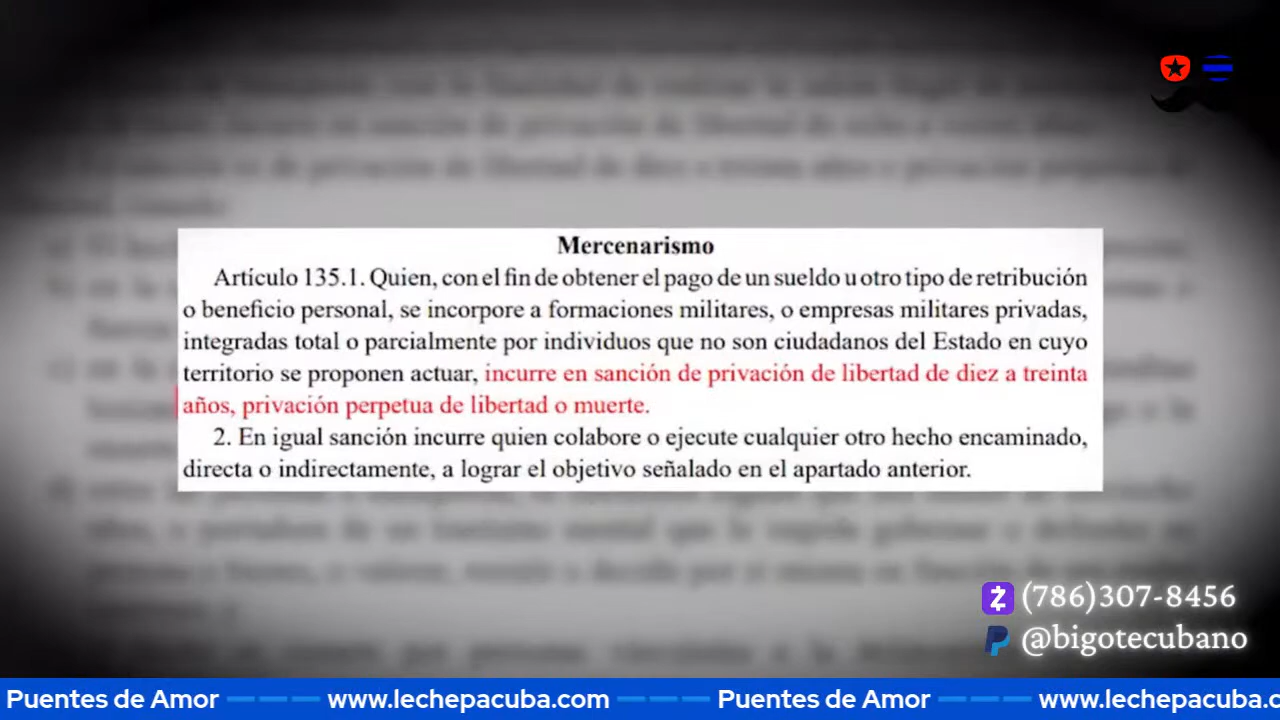 Mercenarismo
Artículo 135.1. Quien, con el fin de obtener el pago de un sueldo u otro tipo de retribución
o beneficio personal, se incorpore a formaciones militares, o empresas militares privadas,
integradas total o parcialmente por individuos que no son ciudadanos del Estado en cuyo
territorio se proponen actuar, incurre en sanción de privación de libertad de diez a treinta
años, privación perpetua de libertad o muerte.
2. En igual sanción incurre quien colabore o ejecute cualquier otro hecho encaminado,
directa o indirectamente, a lograr el objetivo señalado en el apartado anterior.
(786)307-8456
@bigotecubano
Puentes de Amor www.lechepacuba.com Puentes de Amor www.lechepacuba.c